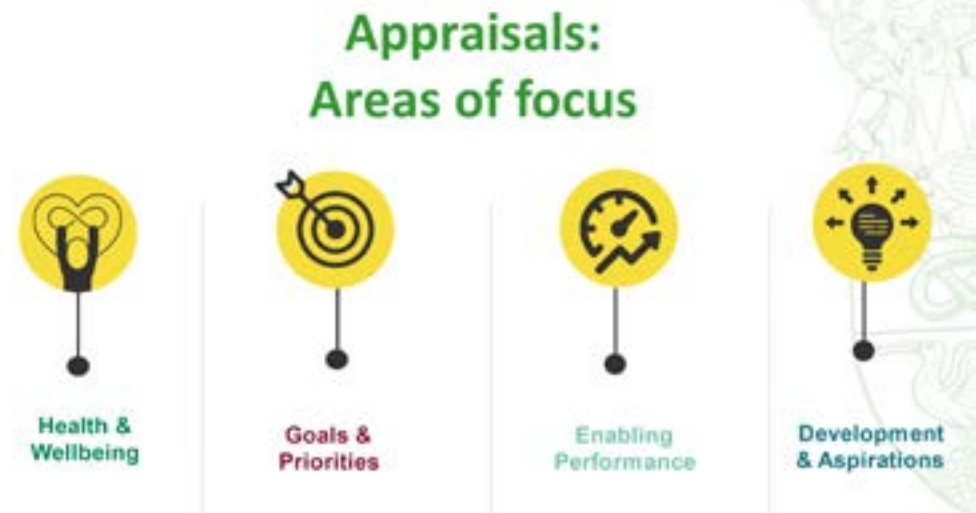 Appraisals:
Areas of focus
Health &
Wellbeing
Goals &
Priorities
Enabling
Performance
Development
& Aspirations